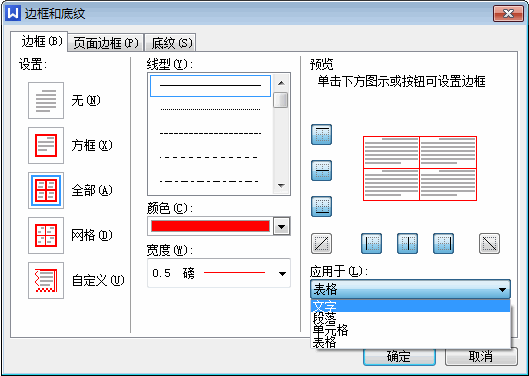 边框和底纹
边框(B)
页面边框(P)
底纹(S)
设置:
无(N)
方框(X)
全部(A)
网格(D)
自定义(U)
线型(Y):
颜色(C):
宽度(W):
0.5 磅
预览
单击下方图示或按钮可设置边框
应用于(L):
表格
文字
段落
单元格
表格
确定
取消